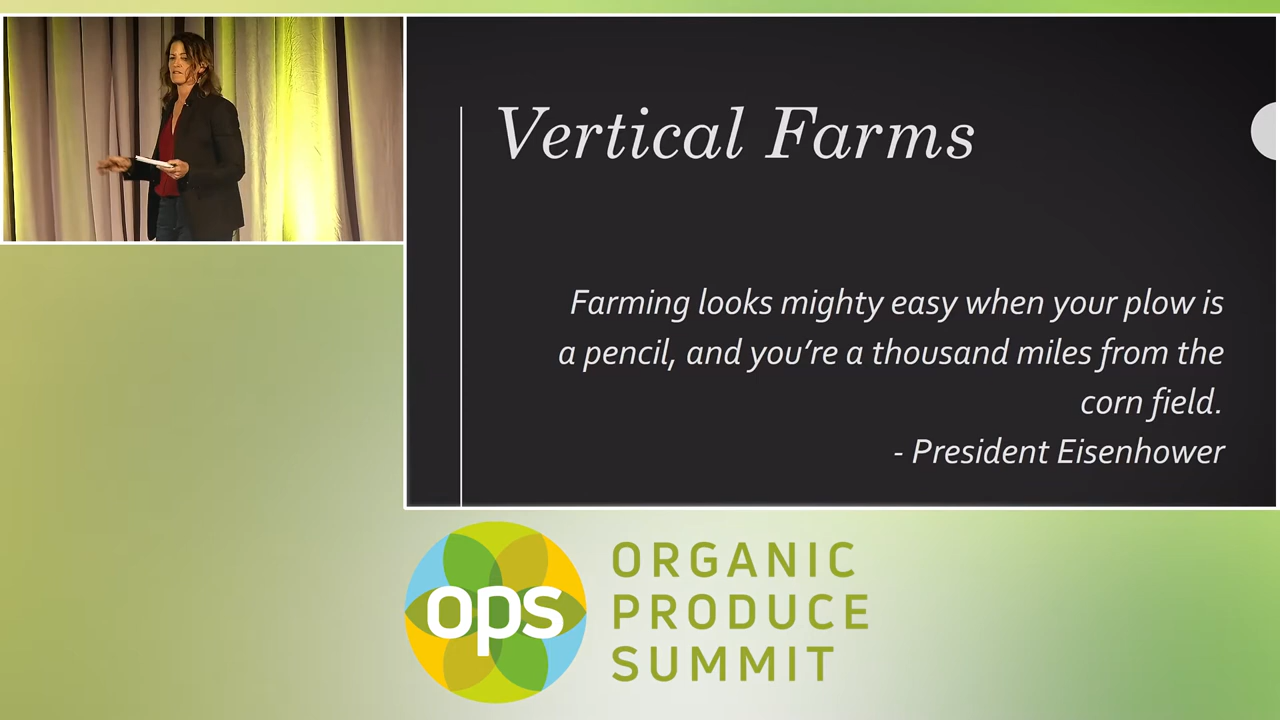 Vertical Farms
Farming looks mighty easy when your plow is
a pencil, and you’re a thousand miles from the
corn field.
- President Eisenhower
ops
ORGANIC
PRODUCE
SUMMIT